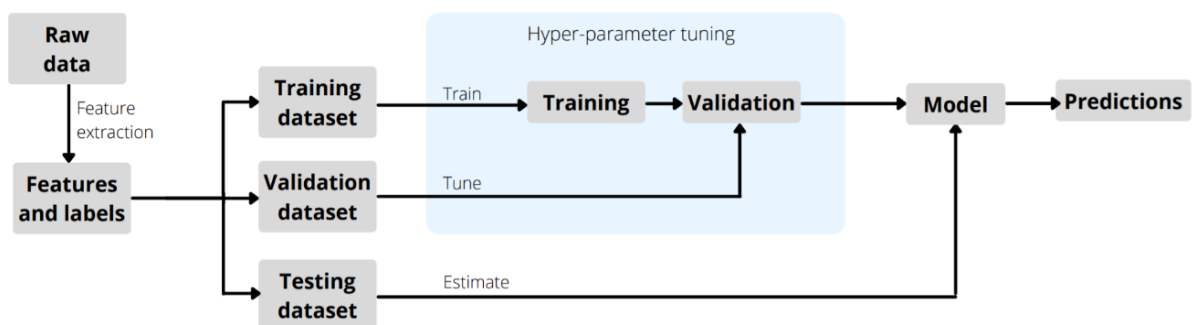 Raw
data
Feature
extraction
Features
and labels
Training
dataset
Validation
dataset
Testing
dataset
Hyper-parameter tuning
Train
Training
Validation
Tune
Estimate
Model
Predictions